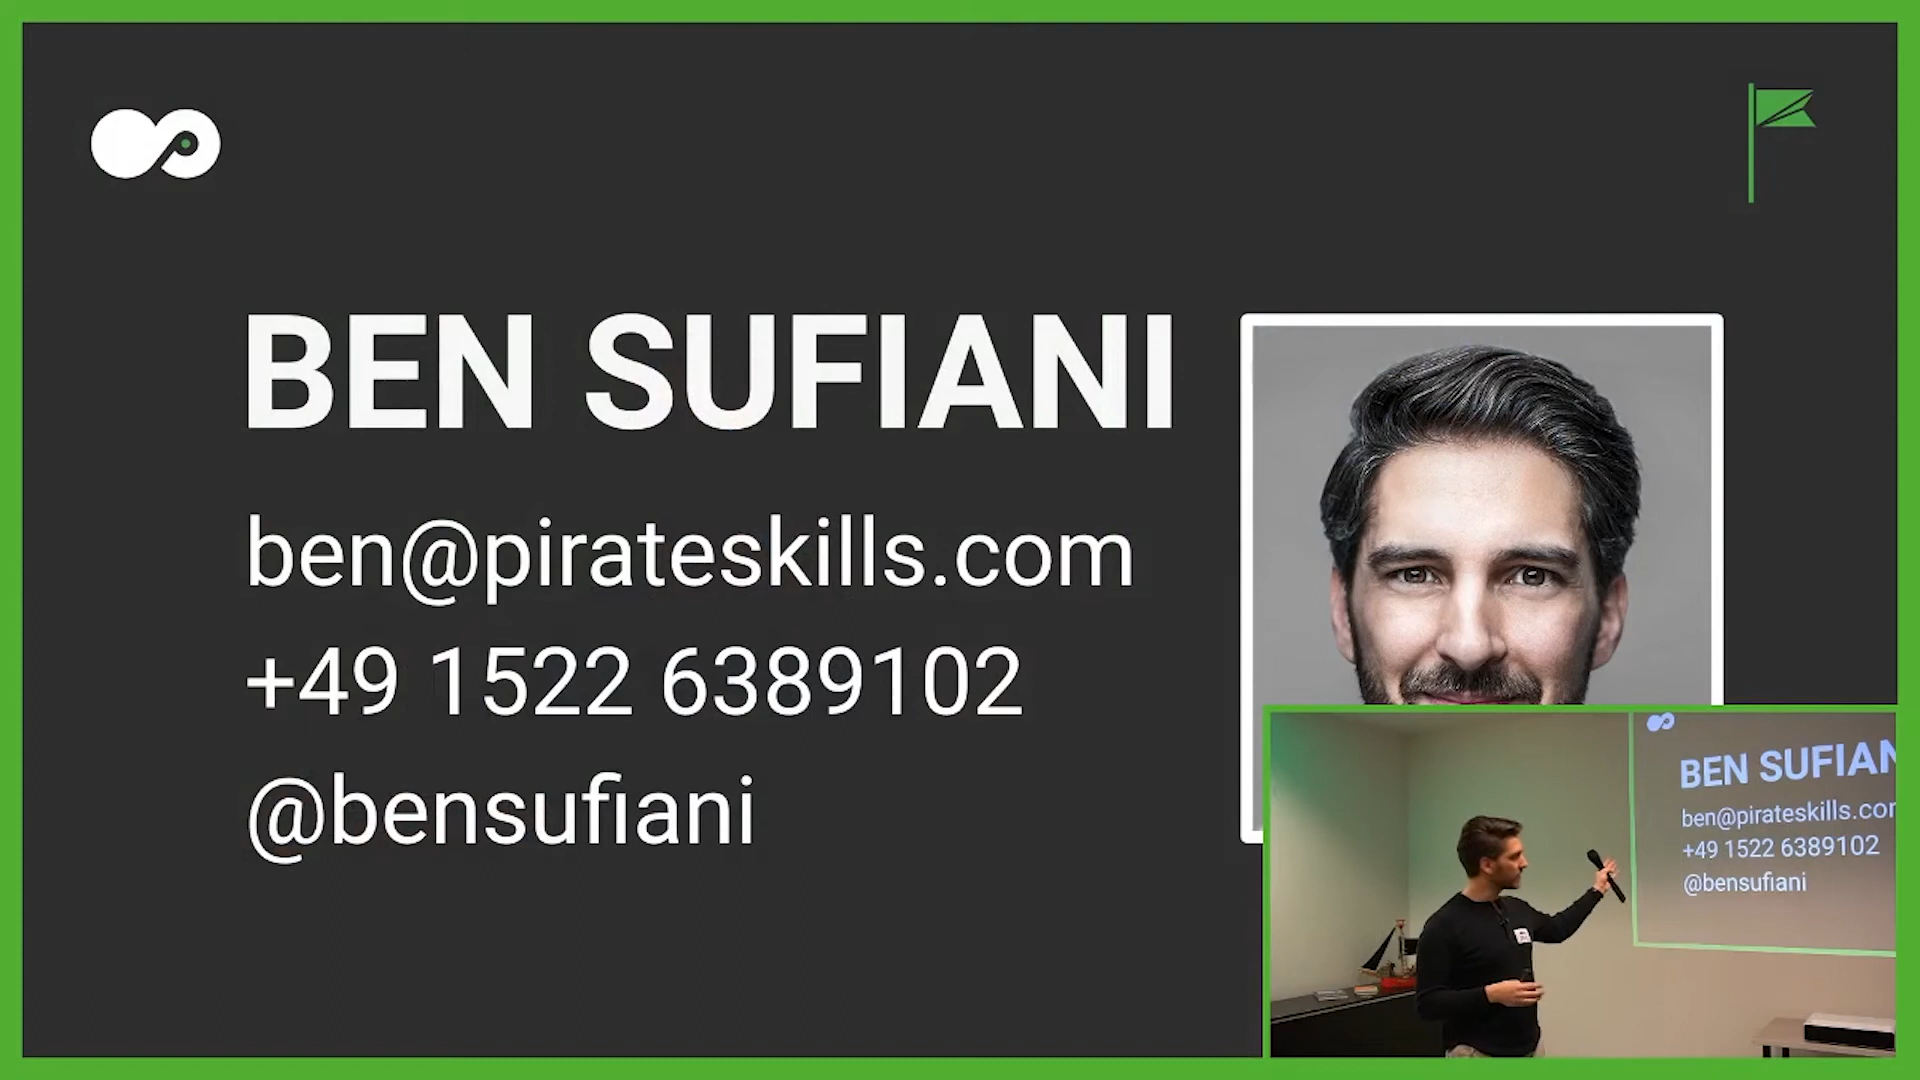 BEN SUFIANI
ben@pirateskills.com
+49 1522 6389102
@bensufiani
BEN SUFIAN
ben@pirateskills.cor
+49 1522 6389102
@bensufiani